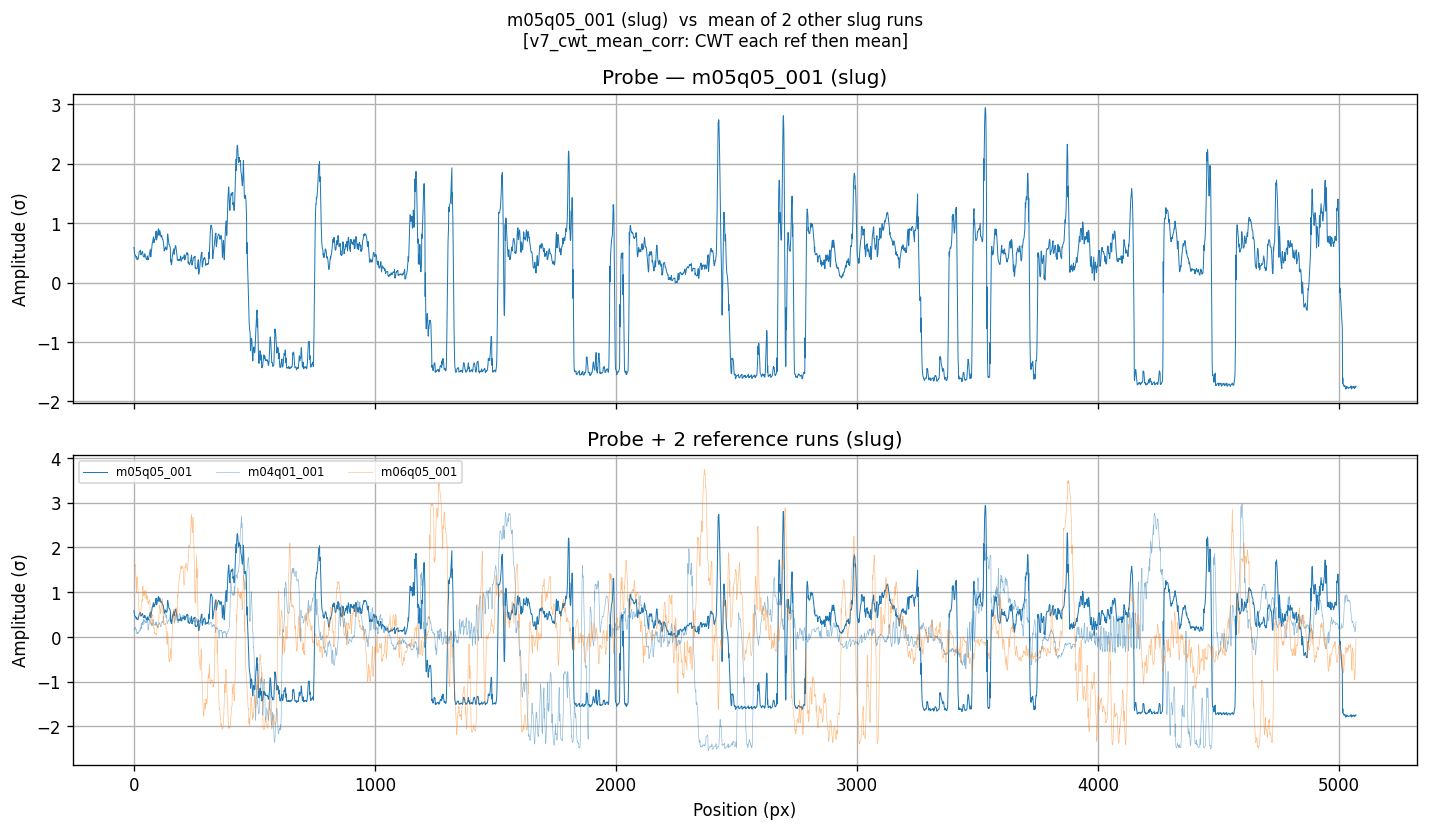 m05q05_001 (slug)  vs  mean of 2 other slug runs
[v7_cwt_mean_corr: CWT each ref then mean]
Probe — m05q05_001 (slug)
Amplitude (σ)
3
2
1
0
−1
−2
Probe + 2 reference runs (slug)
m05q05_001
m04q01_001
m06q05_001
Amplitude (σ)
4
3
2
1
0
−1
−2
0
1000
2000
3000
4000
5000
Position (px)